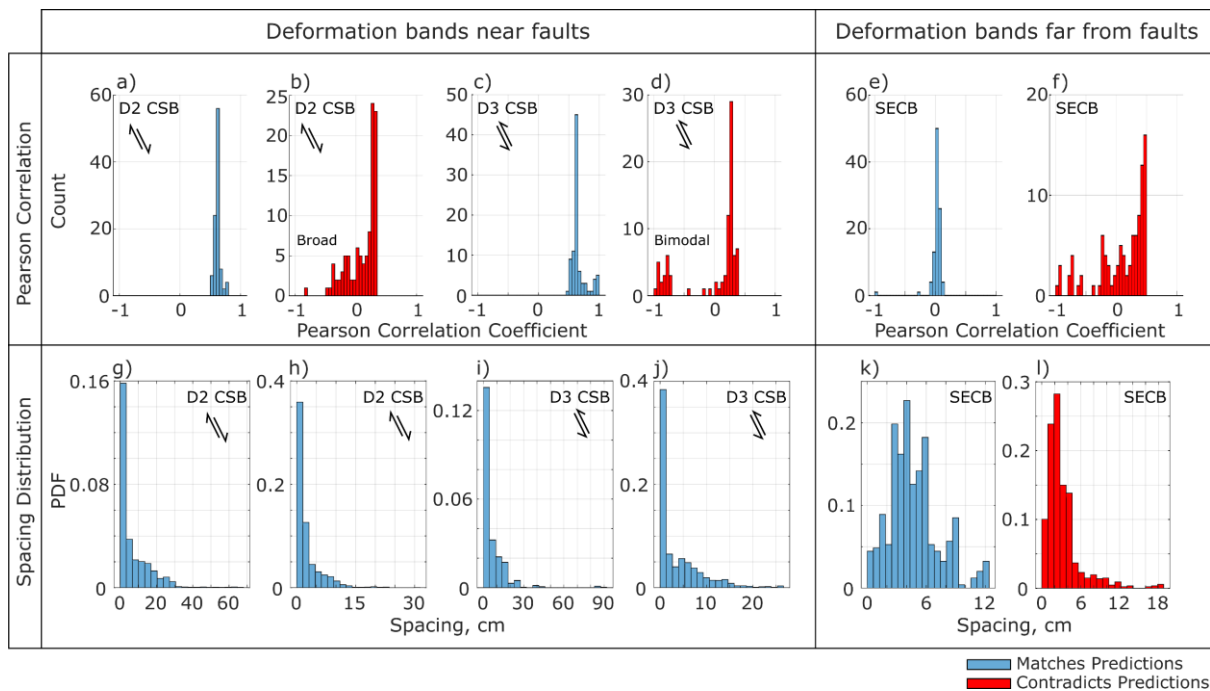 Deformation bands near faults
Deformation bands far from faults
Pearson Correlation
a)
D2 CSB
60
40
20
0
-1
0
1
Count
b)
D2 CSB
25
20
15
10
5
0
Broad
-1
0
1
c)
D3 CSB
50
40
30
20
10
0
-1
0
1
d)
D3 CSB
30
20
10
0
Bimodal
-1
0
1
Pearson Correlation Coefficient
e)
SECB
60
40
20
0
-1
0
1
f)
SECB
20
10
0
-1
0
1
Pearson Correlation Coefficient
Spacing Distribution
g)
D2 CSB
0.16
0.08
0
PDF
0
20
40
60
h)
D2 CSB
0.4
0.2
0
0
15
30
i)
D3 CSB
0.12
0.06
0
0
30
60
90
j)
D3 CSB
0.4
0.2
0
0
10
20
Spacing, cm
k)
SECB
0.2
0.1
0
0
6
12
l)
SECB
0.3
0.2
0.1
0
0
6
12
18
Spacing, cm
Matches Predictions
Contradicts Predictions